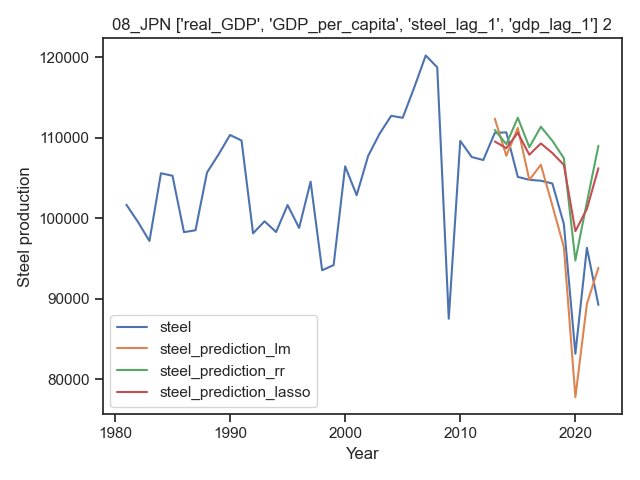 08_JPN ['real_GDP', 'GDP_per_capita', 'steel_lag_1', 'gdp_lag_1'] 2
120000
110000
100000
90000
80000
Steel production
steel
steel_prediction_lm
steel_prediction_rr
steel_prediction_lasso
1980
1990
2000
2010
2020
Year